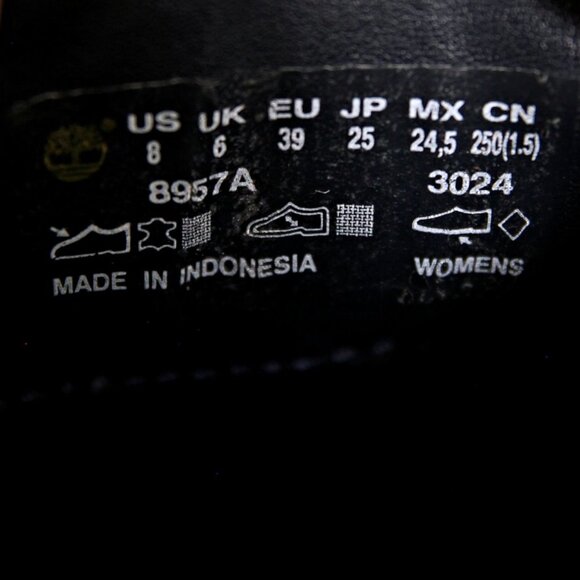 US UK EU JP MX CN
8 6 39 25 24,5 250(1.5)
8957A 3024
MADE IN INDONESIA WOMENS